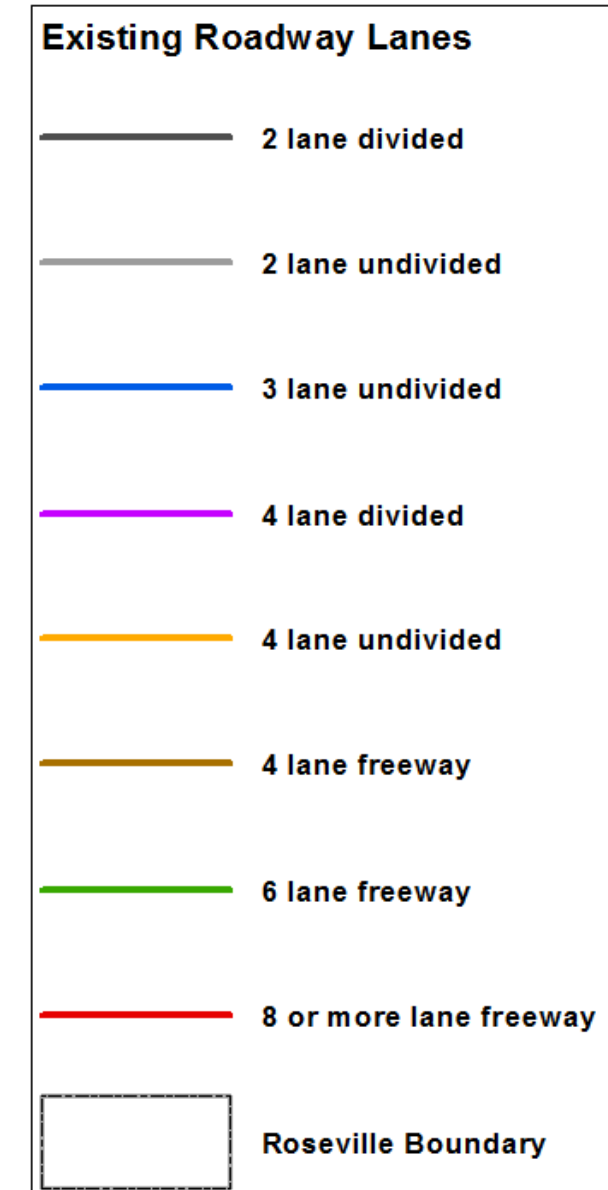 Existing Roadway Lanes
2 lane divided
2 lane undivided
3 lane undivided
4 lane divided
4 lane undivided
4 lane freeway
6 lane freeway
8 or more lane freeway
Roseville Boundary